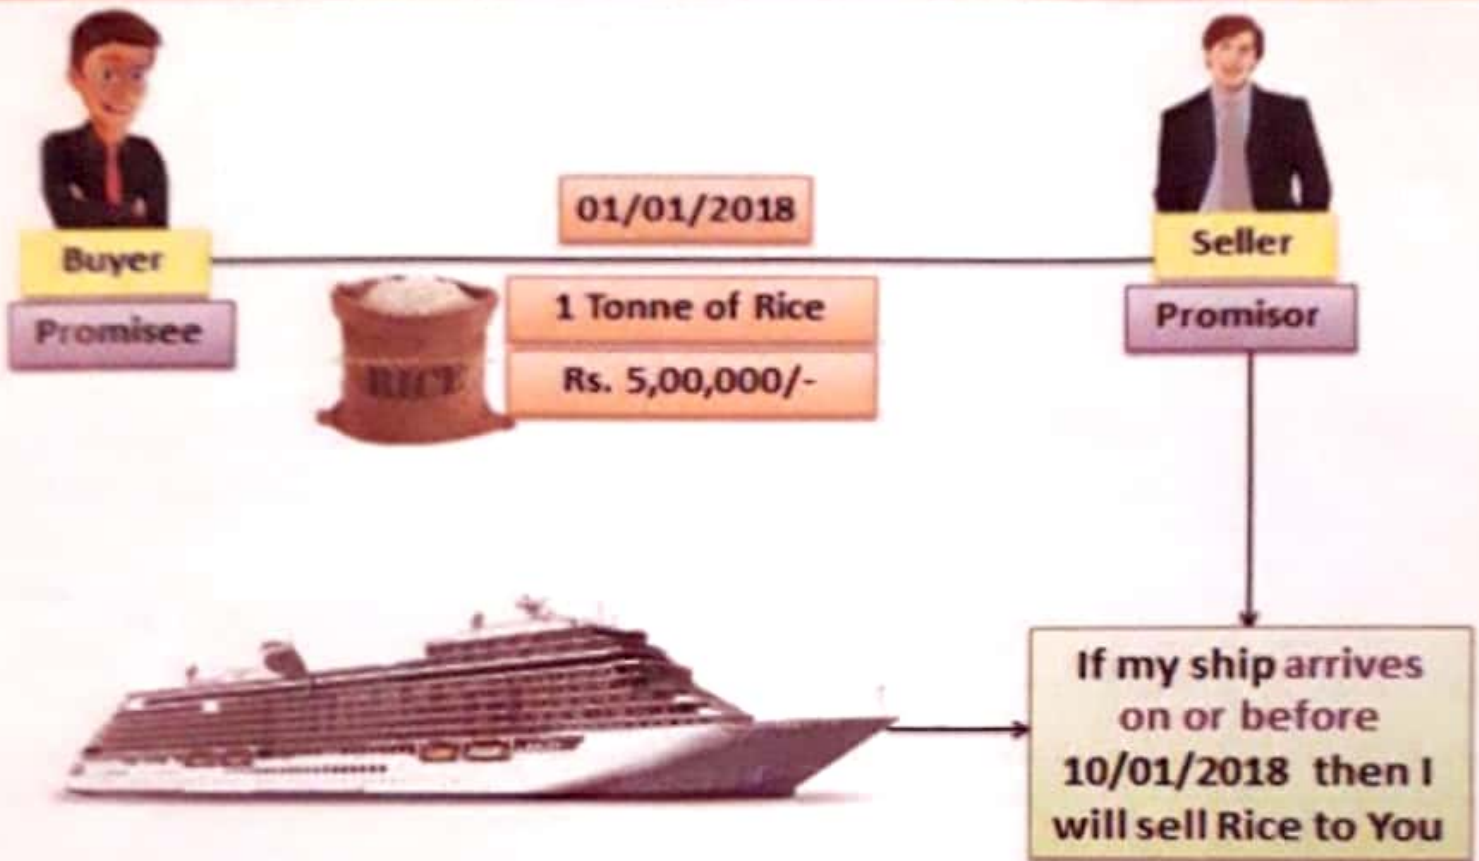 01/01/2018
Buyer
Seller
Promisee
Promisor
1 Tonne of Rice
Rs. 5,00,000/-
RICE
If my ship arrives
on or before
10/01/2018 then I
will sell Rice to You